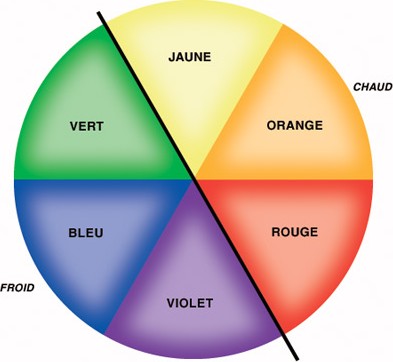 JAUNE
CHAUD
VERT
ORANGE
BLEU
ROUGE
FROID
VIOLET